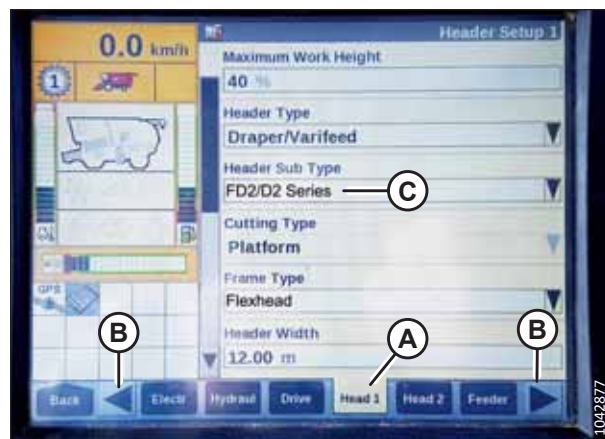 0.0 km/h
Header Setup 1
Maximum Work Height
40 %
1
Header Type
Draper/Varifeed
Header Sub Type
FD2/D2 Series
C
Cutting Type
Platform
Frame Type
Flexhead
GPS
Header Width
12.00 m
B
A
B
Back
Electr
Hydraul
Drive
Head 1
Head 2
Feeder
1042877